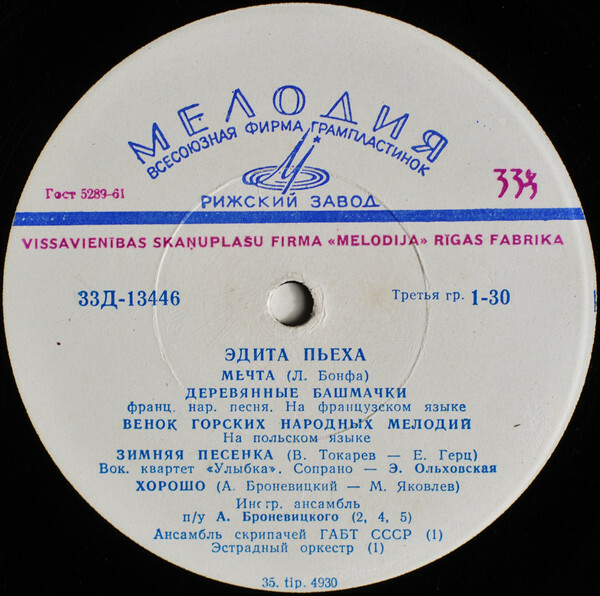 МЕЛОДИЯ
ВСЕСОЮЗНАЯ ФИРМА ГРАМПЛАСТИНОК
РИЖСКИЙ ЗАВОД
Гост 5289-61
33⅓
VISSAVIENĪBAS SKAŅUPLAŠU FIRMA «MELODIJA» RĪGAS FABRIKA
33Д-13446
Третья гр. 1-30
ЭДИТА ПЬЕХА
МЕЧТА (Л. Бонфа)
ДЕРЕВЯННЫЕ БАШМАЧКИ
франц. нар. песня. На французском языке
ВЕНОК ГОРСКИХ НАРОДНЫХ МЕЛОДИЙ
На польском языке
ЗИМНЯЯ ПЕСЕНКА (В. Токарев — Е. Герц)
Вок. квартет «Улыбка». Сопрано — Э. Ольховская
ХОРОШО (А. Броневицкий — М. Яковлев)
Инстр. ансамбль
п/у А. Броневицкого (2, 4, 5)
Ансамбль скрипачей ГАБТ СССР (1)
Эстрадный оркестр (1)
35. tip. 4930